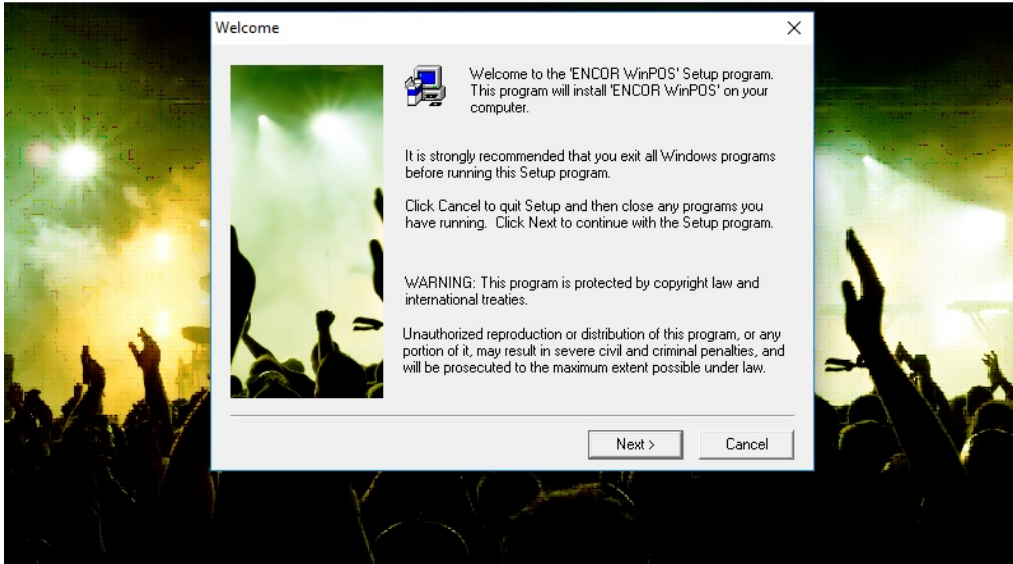 Welcome
Welcome to the 'ENCOR WinPOS' Setup program.
This program will install 'ENCOR WinPOS' on your
computer.
It is strongly recommended that you exit all Windows programs
before running this Setup program.
Click Cancel to quit Setup and then close any programs you
have running. Click Next to continue with the Setup program.
WARNING: This program is protected by copyright law and
international treaties.
Unauthorized reproduction or distribution of this program, or any
portion of it, may result in severe civil and criminal penalties, and
will be prosecuted to the maximum extent possible under law.
Next >
Cancel